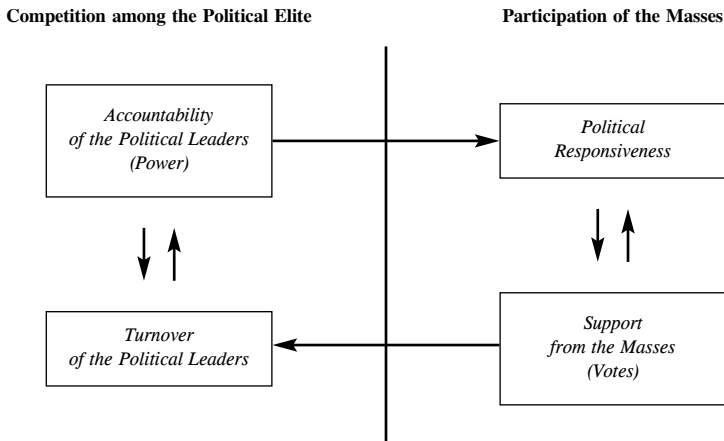 Competition among the Political Elite
Participation of the Masses
Accountability
of the Political Leaders
(Power)
Political
Responsiveness
Turnover
of the Political Leaders
Support
from the Masses
(Votes)